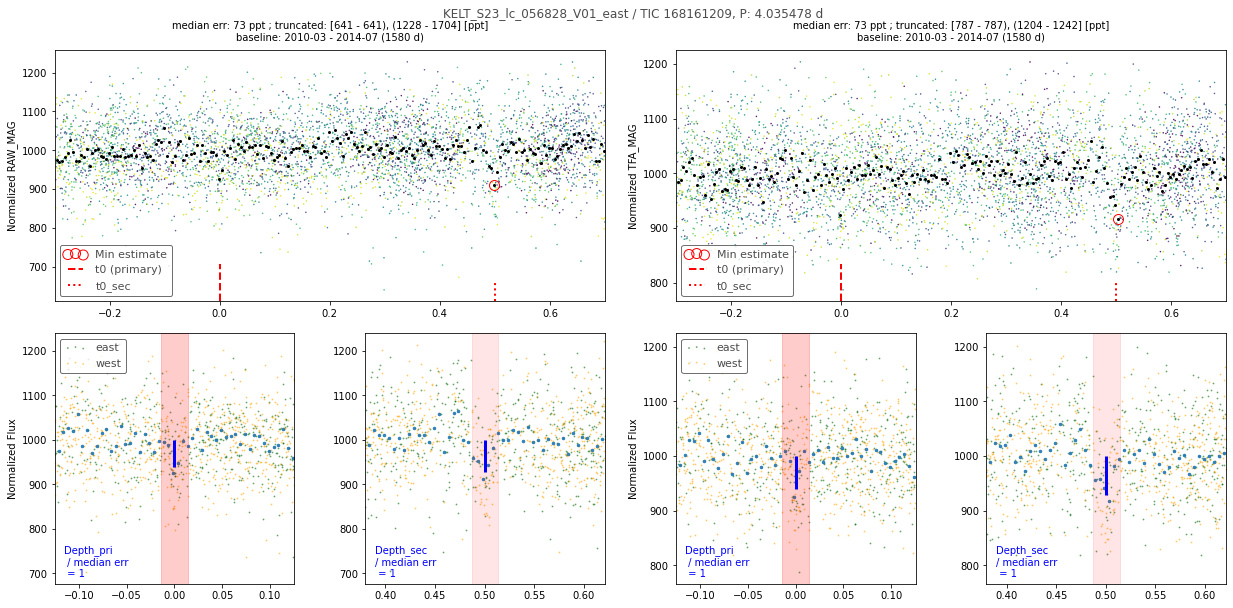 KELT_S23_lc_056828_V01_east / TIC 168161209, P: 4.035478 d
median err: 73 ppt ; truncated: [641 - 641), (1228 - 1704] [ppt]
baseline: 2010-03 - 2014-07 (1580 d)
Normalized RAW_MAG
1200
1100
1000
900
800
700
Min estimate
t0 (primary)
t0_sec
−0.2
0.0
0.2
0.4
0.6
median err: 73 ppt ; truncated: [787 - 787), (1204 - 1242] [ppt]
baseline: 2010-03 - 2014-07 (1580 d)
Normalized TFA_MAG
1200
1100
1000
900
800
Min estimate
t0 (primary)
t0_sec
−0.2
0.0
0.2
0.4
0.6
Normalized Flux
1200
1100
1000
900
800
700
east
west
Depth_pri
/ median err
= 1
−0.10
−0.05
0.00
0.05
0.10
1200
1100
1000
900
800
700
Depth_sec
/ median err
= 1
0.40
0.45
0.50
0.55
0.60
Normalized Flux
1200
1100
1000
900
800
east
west
Depth_pri
/ median err
= 1
−0.10
−0.05
0.00
0.05
0.10
1200
1100
1000
900
800
Depth_sec
/ median err
= 1
0.40
0.45
0.50
0.55
0.60